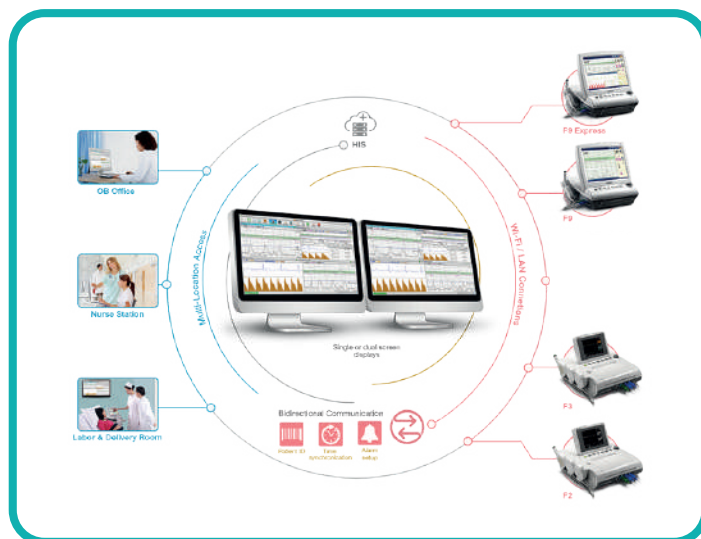 HIS
F9 Express
OB Office
F9
Multi-Location Access
Wi-Fi / LAN Connections
Nurse Station
Single or dual screen
displays
F3
Bidirectional Communication
Labor & Delivery Room
Patient ID
Time
synchronization
Alarm
setup
F2